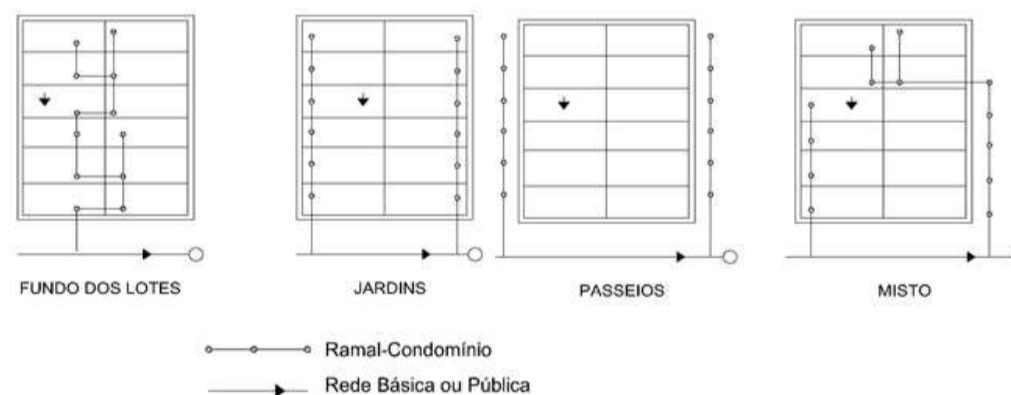 FUNDO DOS LOTES
JARDINS
PASSEIOS
MISTO
Ramal-Condomínio
Rede Básica ou Pública